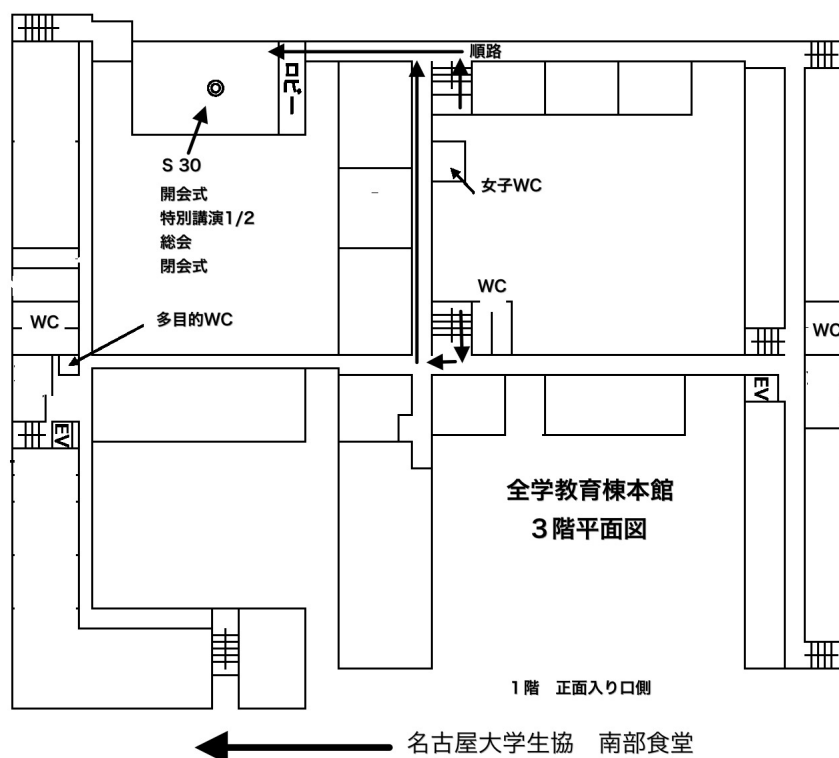 順路
ロビー
S 30
開会式
特別講演1/2
総会
閉会式
女子WC
WC
WC
多目的WC
WC
EV
EV
全学教育棟本館
３階平面図
１階　正面入り口側
名古屋大学生協　南部食堂